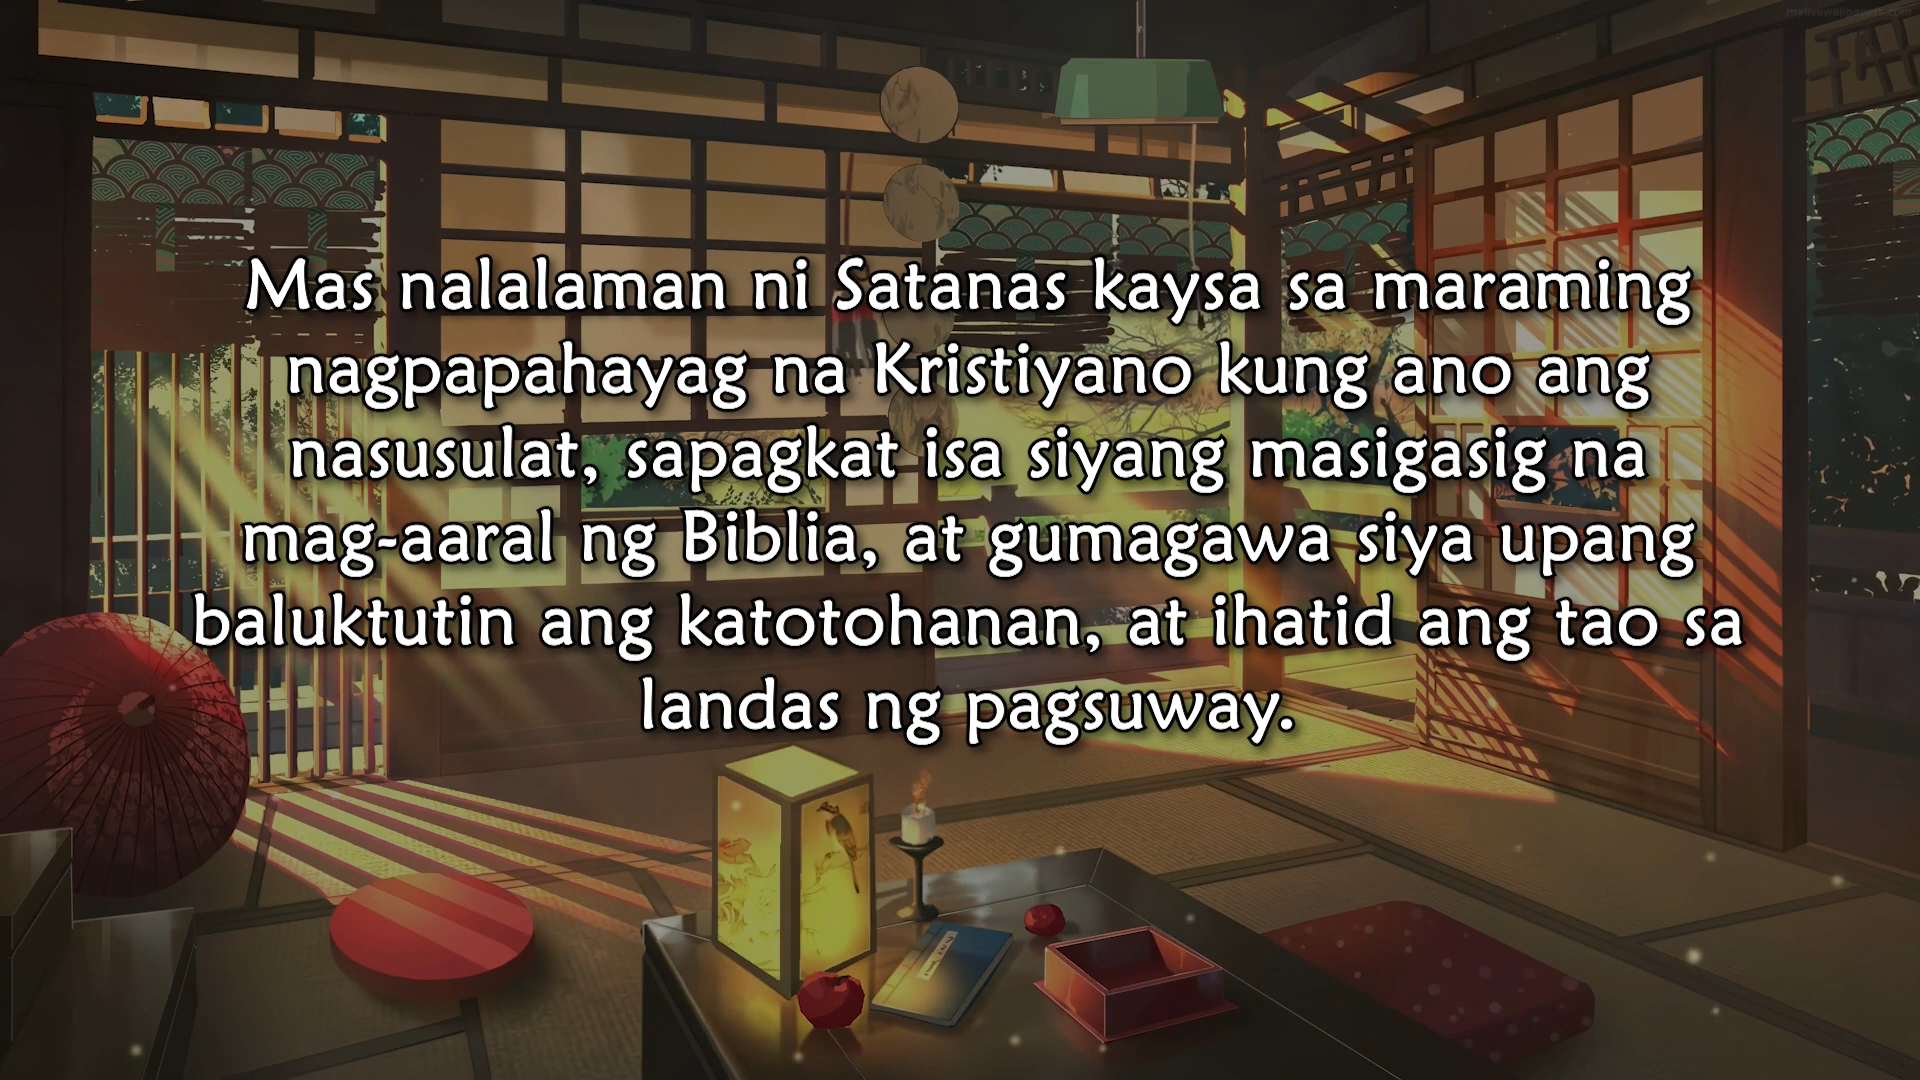 Mas nalalaman ni Satanas kaysa sa maraming
nagpapahayag na Kristiyano kung ano ang
nasusulat, sapagkat isa siyang masigasig na
mag-aaral ng Biblia, at gumagawa siya upang
baluktutin ang katotohanan, at ihatid ang tao sa
landas ng pagsuway.